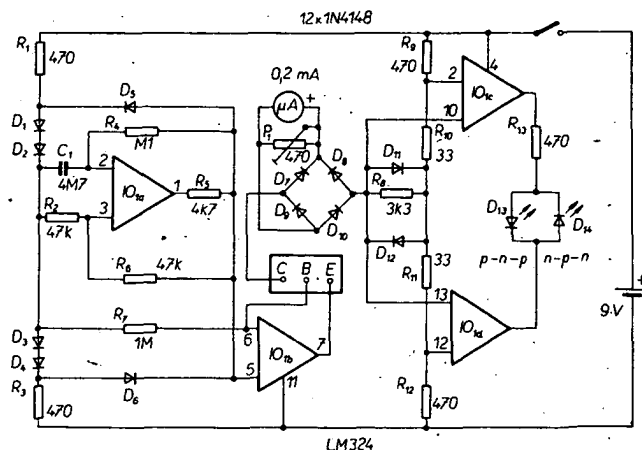 12x1N4148
R1
470
D1
D2
C1
4M7
D5
R4
M1
2
3
1
IO1a
R5
4k7
R2
47k
R6
47k
R7
1M
D3
D4
R3
470
D6
0,2 mA
μA
+
P1
470
D7
D8
D9
D10
C
B
E
6
5
7
11
IO1b
R9
470
2
10
4
IO1c
R10
33
D11
R8
3k3
D12
R11
33
13
12
IO1d
R12
470
R13
470
D13
D14
p-n-p
n-p-n
+
9 V
LM324